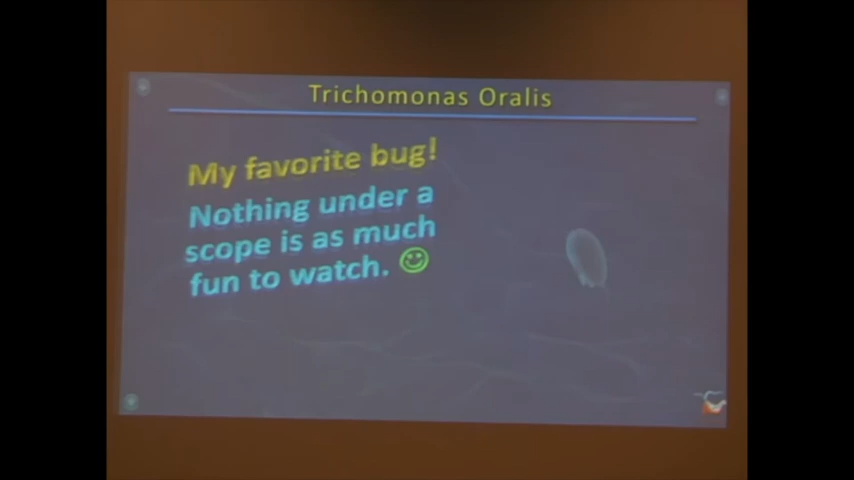 Trichomonas Oralis
My favorite bug!
Nothing under a
scope is as much
fun to watch. ☺